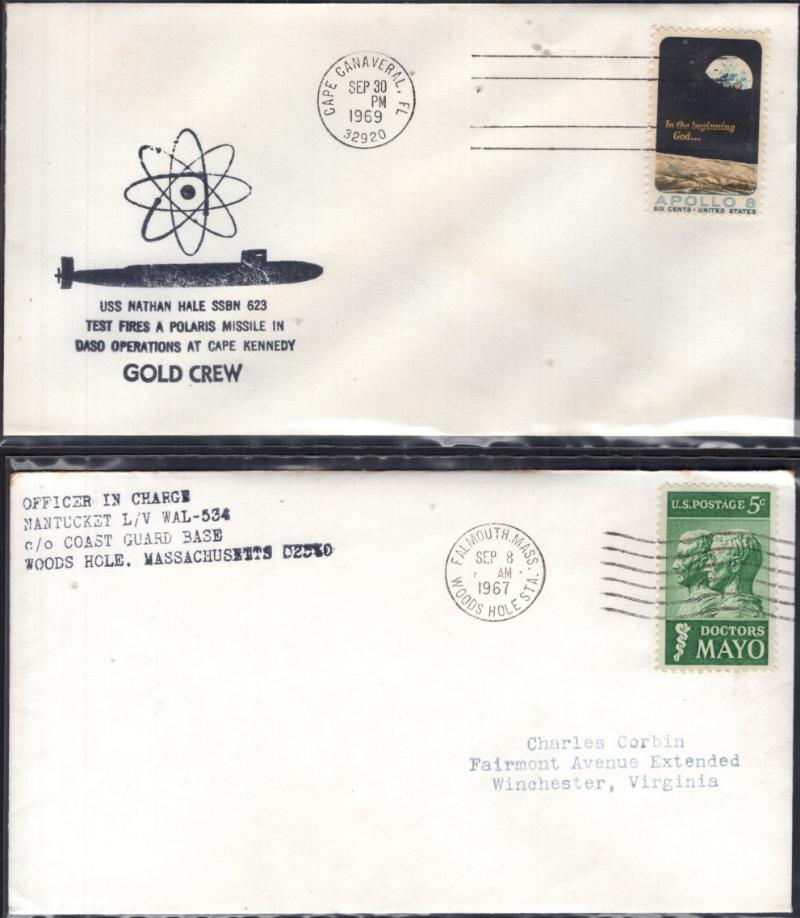 CAPE CANAVERAL, FL
SEP 30
PM
1969
32920
In the beginning
God...
APOLLO 8
SIX CENTS · UNITED STATES
USS NATHAN HALE SSBN 623
TEST FIRES A POLARIS MISSILE IN
DASO OPERATIONS AT CAPE KENNEDY
GOLD CREW
OFFICER IN CHARGE
NANTUCKET L/V WAL-534
c/o COAST GUARD BASE
WOODS HOLE, MASSACHUSETTS
FALMOUTH, MASS.
SEP 8
AM
1967
WOODS HOLE STA.
U.S. POSTAGE 5c
DOCTORS
MAYO
Charles Corbin
Fairmont Avenue Extended
Winchester, Virginia